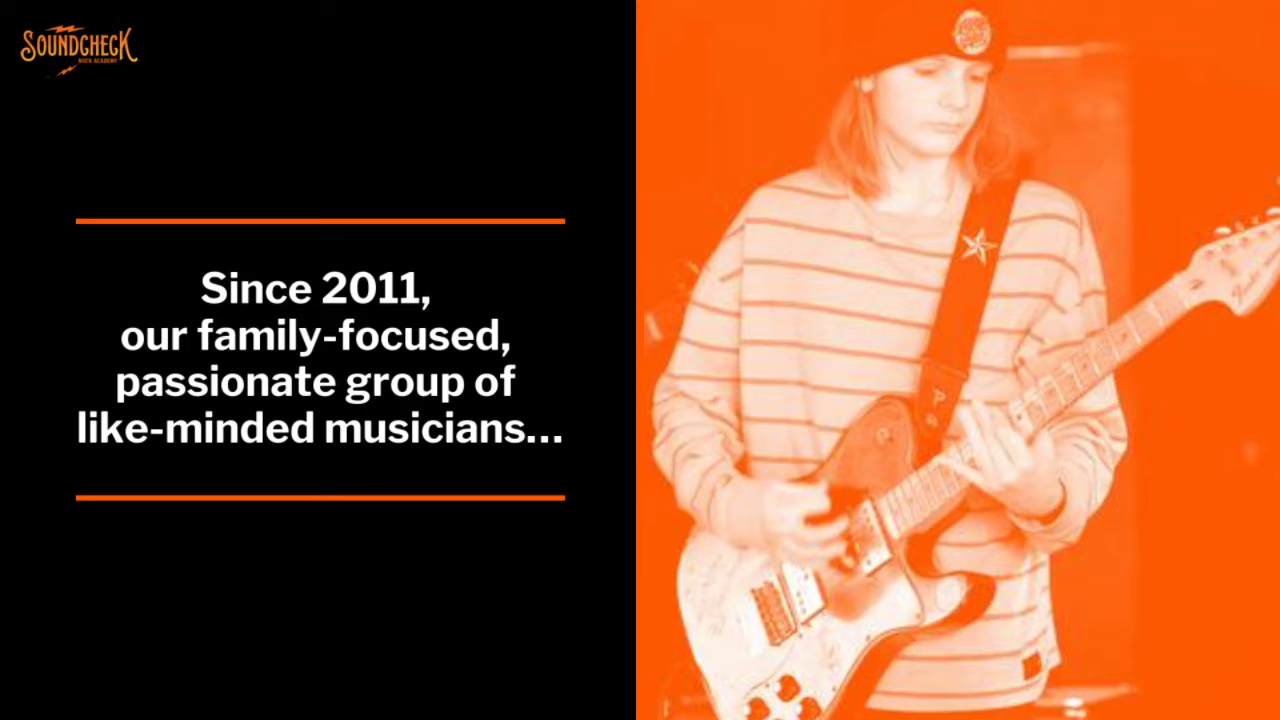 SOUNDCHECK
ROCK ACADEMY
Since 2011,
our family-focused,
passionate group of
like-minded musicians...